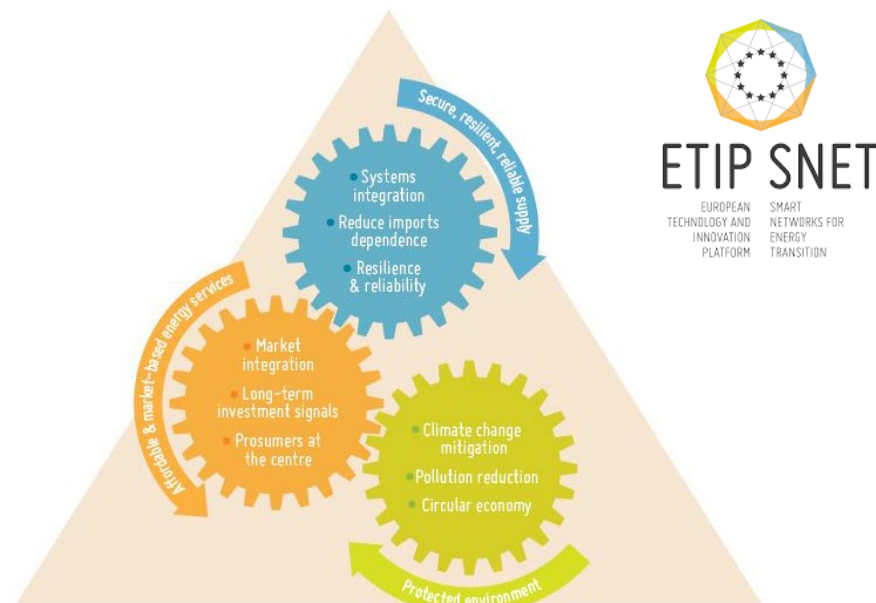 Secure, resilient, reliable supply
• Systems
integration
• Reduce imports
dependence
• Resilience
& reliability
Affordable & market-based energy services
• Market
integration
• Long-term
investment signals
• Prosumers at
the centre
• Climate change
mitigation
• Pollution reduction
• Circular economy
Protected environment
ETIP SNET
EUROPEAN
TECHNOLOGY AND
INNOVATION
PLATFORM
SMART
NETWORKS FOR
ENERGY
TRANSITION